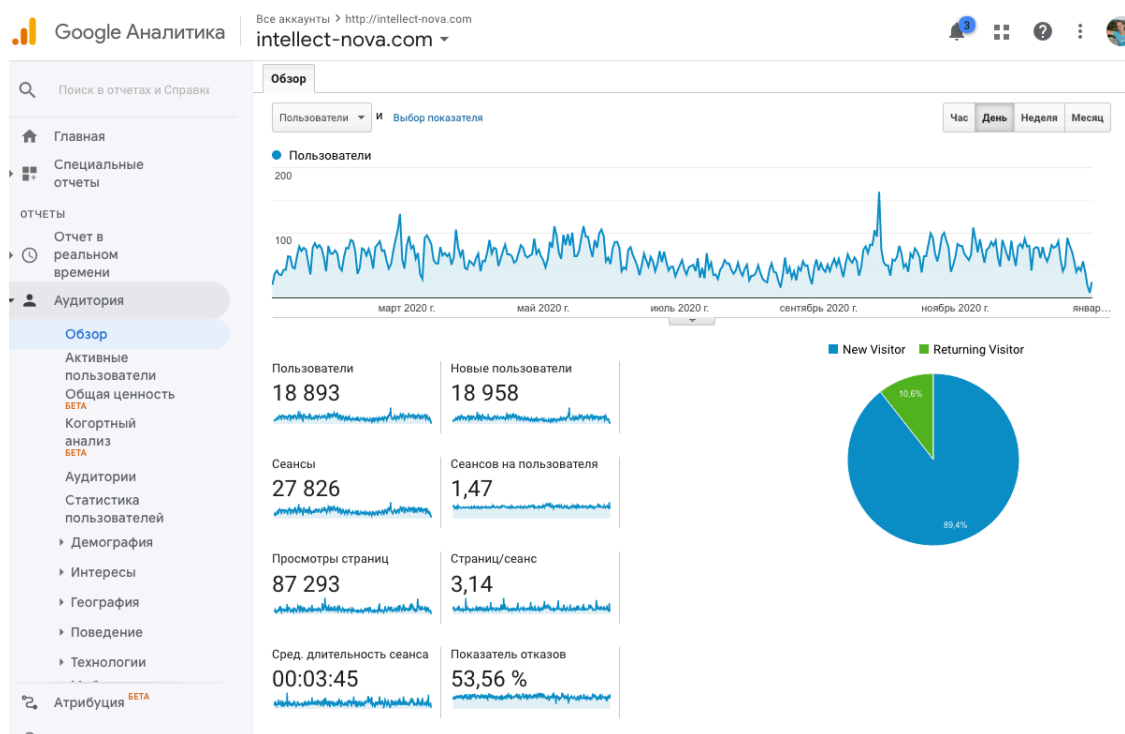 Google Аналитика
Все аккаунты > http://intellect-nova.com
intellect-nova.com
3
Поиск в отчетах и Справке
Главная
Специальные
отчеты
ОТЧЕТЫ
Отчет в
реальном
времени
Аудитория
Обзор
Активные
пользователи
Общая ценность
БЕТА
Когортный
анализ
БЕТА
Аудитории
Статистика
пользователей
Демография
Интересы
География
Поведение
Технологии
Атрибуция БЕТА
Обзор
Пользователи и Выбор показателя
Час День Неделя Месяц
Пользователи
200
100
март 2020 г. май 2020 г. июль 2020 г. сентябрь 2020 г. ноябрь 2020 г. январ...
New Visitor Returning Visitor
10,6%
89,4%
Пользователи
18 893
Новые пользователи
18 958
Сеансы
27 826
Сеансов на пользователя
1,47
Просмотры страниц
87 293
Страниц/сеанс
3,14
Сред. длительность сеанса
00:03:45
Показатель отказов
53,56 %